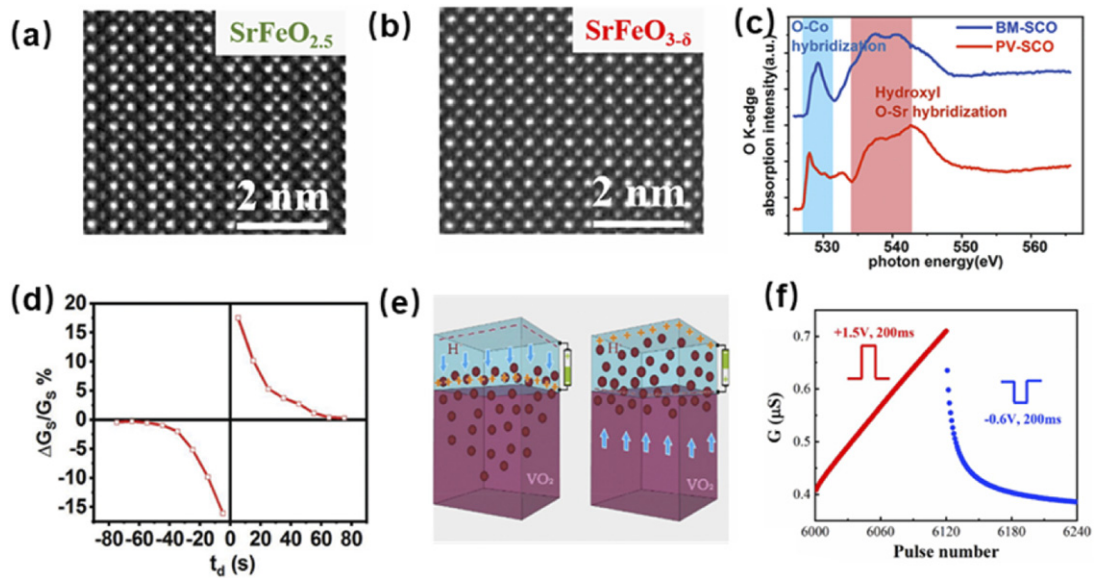 (a)
SrFeO₂.₅
2 nm
(b)
SrFeO₃₋δ
2 nm
(c)
O-Co
hybridization
BM-SCO
PV-SCO
Hydroxyl
O-Sr hybridization
O K-edge
absorption intensity(a.u.)
530 540 550 560
photon energy(eV)
(d)
20
15
10
5
0
-5
-10
-15
ΔG_S/G_S %
-80 -60 -40 -20 0 20 40 60 80
t_d (s)
(e)
H
VO₂
H
VO₂
(f)
0.7
0.6
0.5
0.4
G (μS)
+1.5V, 200ms
-0.6V, 200ms
6000 6060 6120 6180 6240
Pulse number